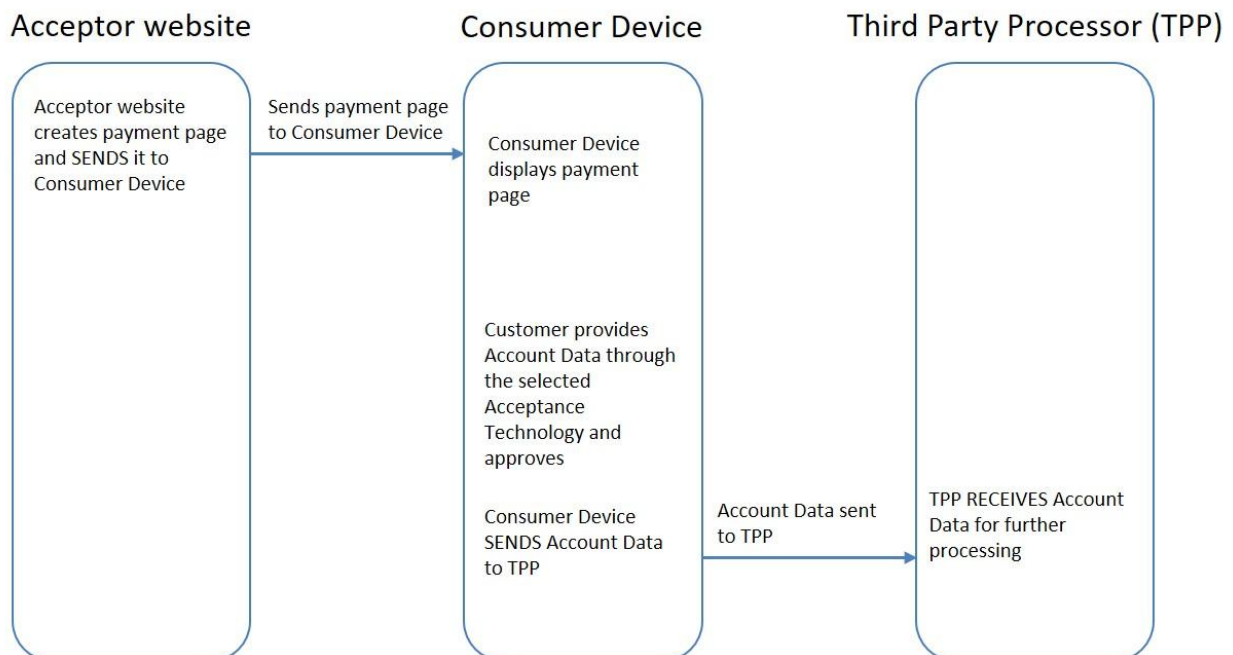 Acceptor website
Consumer Device
Third Party Processor (TPP)
Acceptor website
creates payment page
and SENDS it to
Consumer Device
Sends payment page
to Consumer Device
Consumer Device
displays payment
page
Customer provides
Account Data through
the selected
Acceptance
Technology and
approves
Consumer Device
SENDS Account Data
to TPP
Account Data sent
to TPP
TPP RECEIVES Account
Data for further
processing